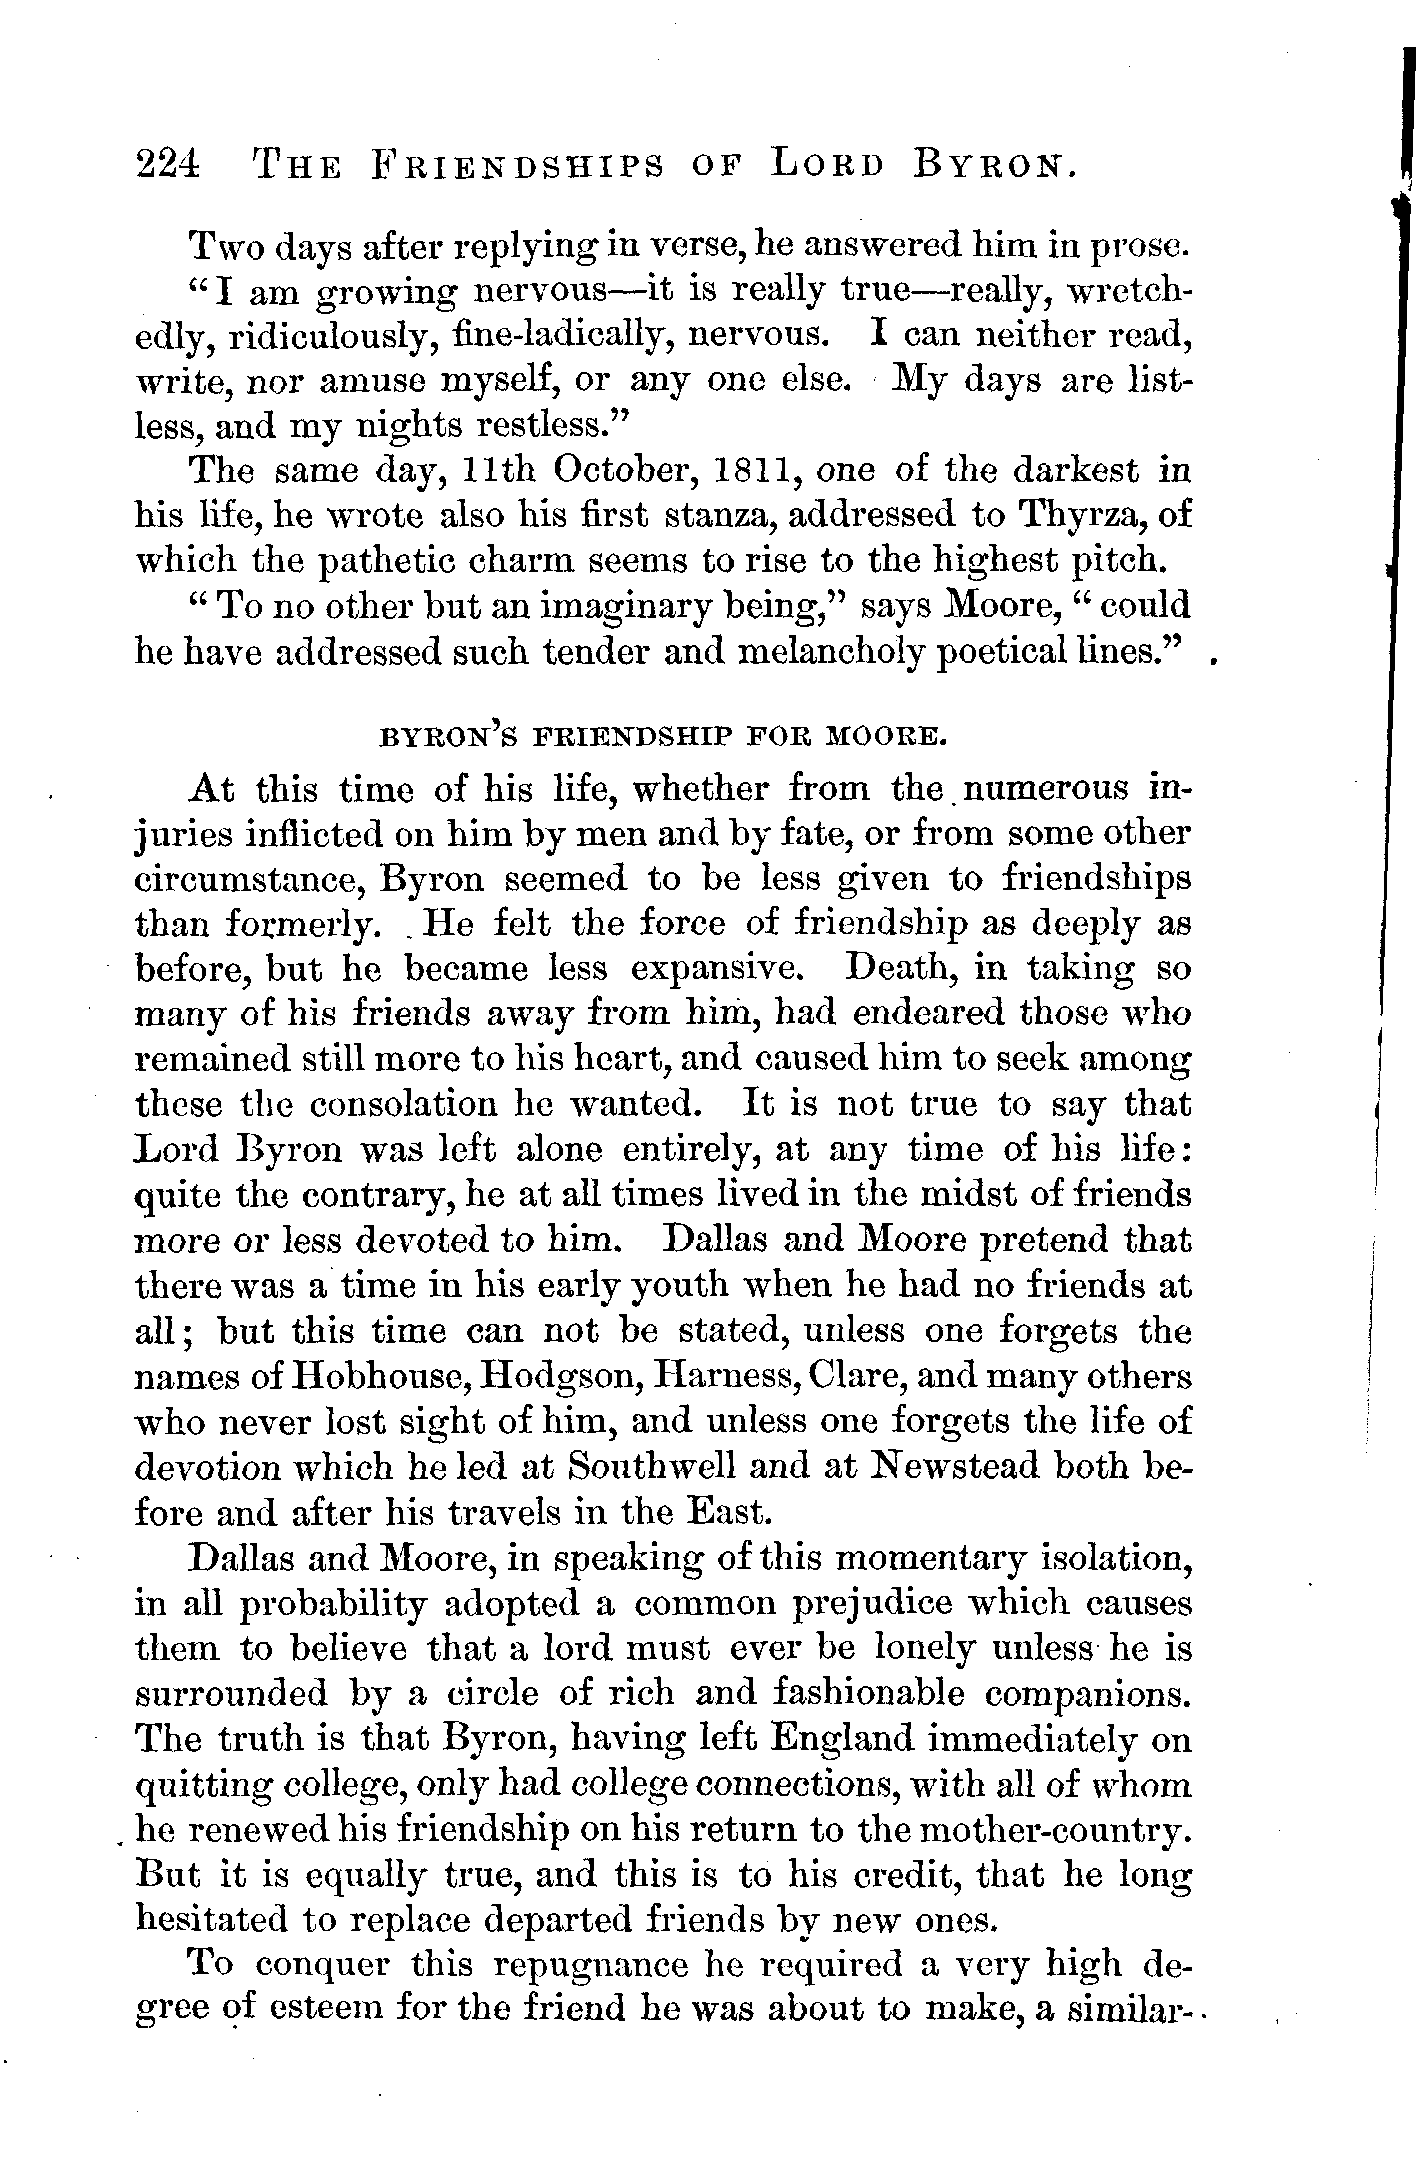 224 THE FRIENDSHIPS OF LORD BYRON.
Two days after replying in verse, he answered him in prose.
"I am growing nervous—it is really true—really, wretch-
edly, ridiculously, fine-ladically, nervous. I can neither read,
write, nor amuse myself, or any one else. My days are list-
less, and my nights restless."
The same day, 11th October, 1811, one of the darkest in
his life, he wrote also his first stanza, addressed to Thyrza, of
which the pathetic charm seems to rise to the highest pitch.
"To no other but an imaginary being," says Moore, "could
he have addressed such tender and melancholy poetical lines."
BYRON'S FRIENDSHIP FOR MOORE.
At this time of his life, whether from the numerous in-
juries inflicted on him by men and by fate, or from some other
circumstance, Byron seemed to be less given to friendships
than formerly. He felt the force of friendship as deeply as
before, but he became less expansive. Death, in taking so
many of his friends away from him, had endeared those who
remained still more to his heart, and caused him to seek among
these the consolation he wanted. It is not true to say that
Lord Byron was left alone entirely, at any time of his life:
quite the contrary, he at all times lived in the midst of friends
more or less devoted to him. Dallas and Moore pretend that
there was a time in his early youth when he had no friends at
all; but this time can not be stated, unless one forgets the
names of Hobhouse, Hodgson, Harness, Clare, and many others
who never lost sight of him, and unless one forgets the life of
devotion which he led at Southwell and at Newstead both be-
fore and after his travels in the East.
Dallas and Moore, in speaking of this momentary isolation,
in all probability adopted a common prejudice which causes
them to believe that a lord must ever be lonely unless he is
surrounded by a circle of rich and fashionable companions.
The truth is that Byron, having left England immediately on
quitting college, only had college connections, with all of whom
he renewed his friendship on his return to the mother-country.
But it is equally true, and this is to his credit, that he long
hesitated to replace departed friends by new ones.
To conquer this repugnance he required a very high de-
gree of esteem for the friend he was about to make, a similar-